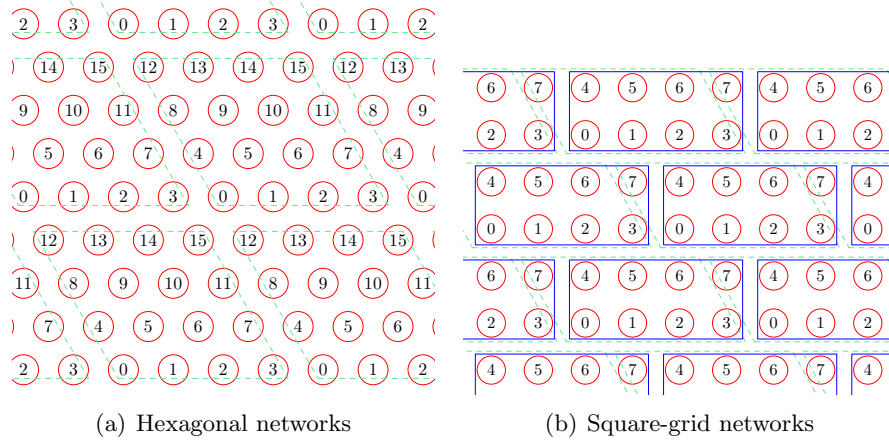 2 3 0 1 2 3 0 1 2
14 15 12 13 14 15 12 13
9 10 11 8 9 10 11 8 9
5 6 7 4 5 6 7 4
0 1 2 3 0 1 2 3 0
12 13 14 15 12 13 14 15
11 8 9 10 11 8 9 10 11
7 4 5 6 7 4 5 6
2 3 0 1 2 3 0 1 2
(a) Hexagonal networks
6 7 4 5 6 7 4 5 6
2 3 0 1 2 3 0 1 2
4 5 6 7 4 5 6 7 4
0 1 2 3 0 1 2 3 0
6 7 4 5 6 7 4 5 6
2 3 0 1 2 3 0 1 2
4 5 6 7 4 5 6 7 4
(b) Square-grid networks